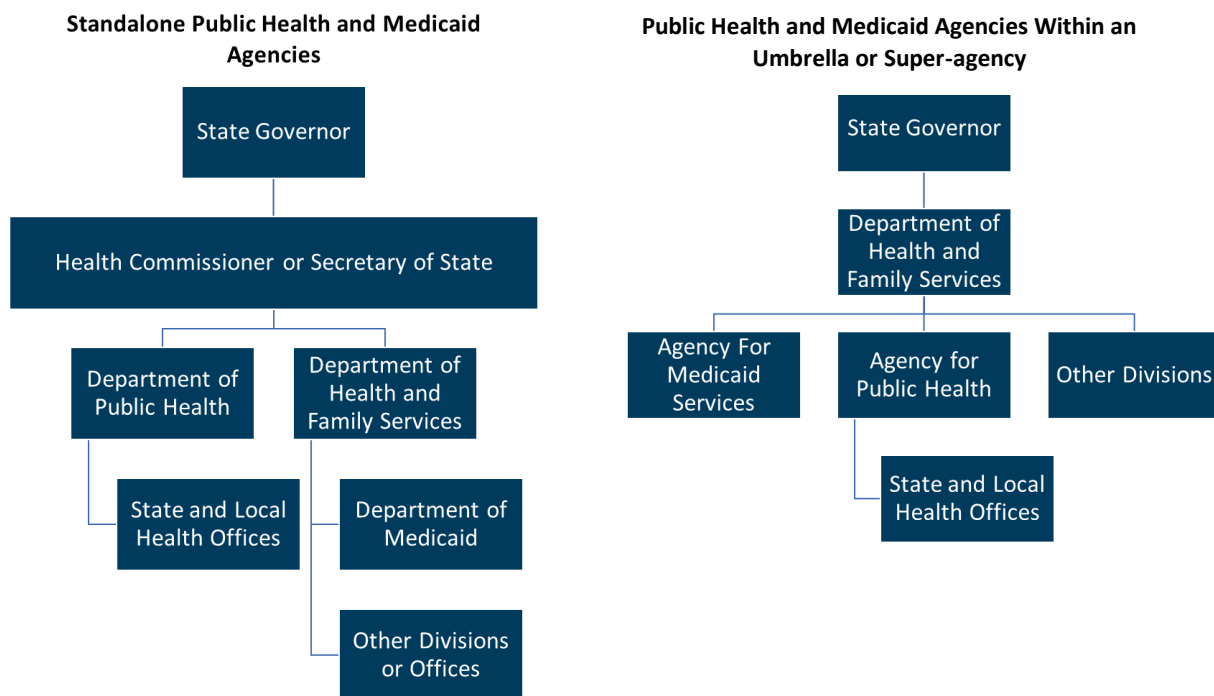 Standalone Public Health and Medicaid
Agencies
State Governor
Health Commissioner or Secretary of State
Department of
Public Health
Department of
Health and
Family Services
State and Local
Health Offices
Department of
Medicaid
Other Divisions
or Offices
Public Health and Medicaid Agencies Within an
Umbrella or Super-agency
State Governor
Department of
Health and
Family Services
Agency For
Medicaid
Services
Agency for
Public Health
Other Divisions
State and Local
Health Offices